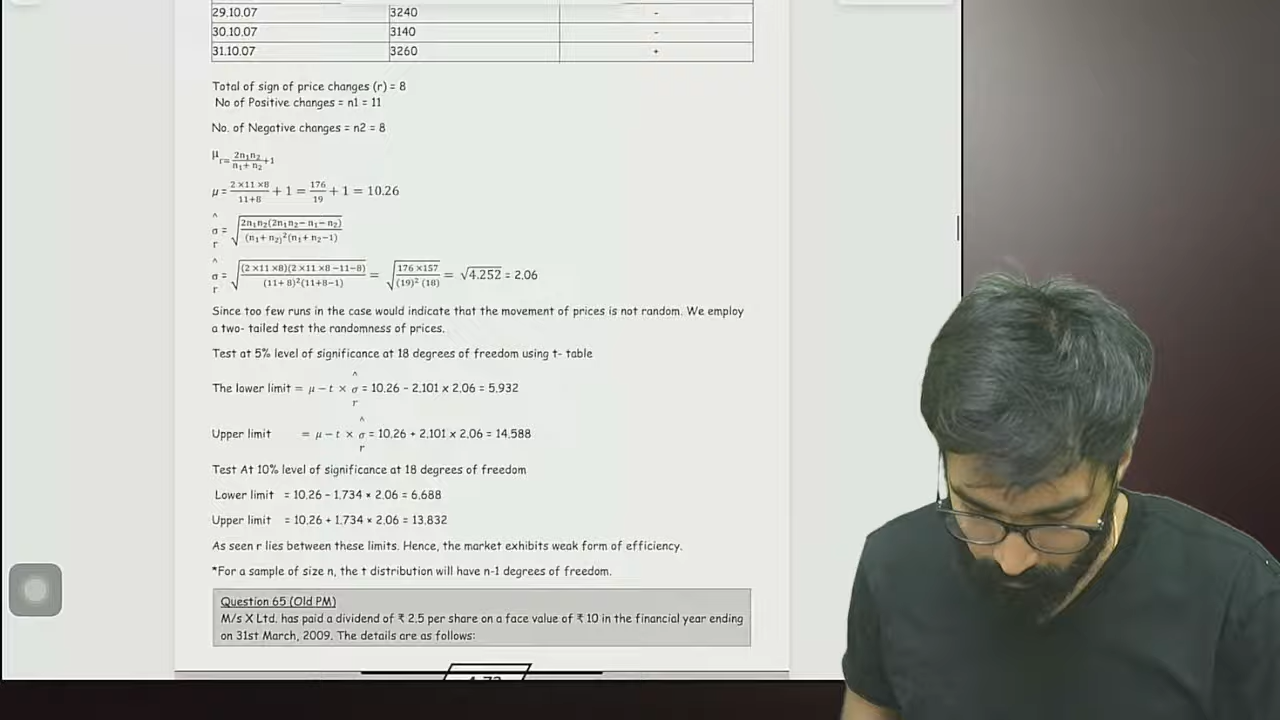 29.10.07 3240 -
30.10.07 3140 -
31.10.07 3260 +
Total of sign of price changes (r) = 8
No of Positive changes = n1 = 11
No. of Negative changes = n2 = 8
μ r= 2n₁n₂/n₁+ n₂ +1
μ = 2 ×11 ×8/11+8 + 1 = 176/19 + 1 = 10.26
σ̂ r = √(2n₁n₂(2n₁n₂− n₁− n₂)/(n₁+ n₂)²(n₁+ n₂−1))
σ̂ r = √((2 ×11 ×8)(2 ×11 ×8 −11−8)/(11+ 8)²(11+8−1)) = √(176 ×157/(19)² (18)) = √4.252 = 2.06
Since too few runs in the case would indicate that the movement of prices is not random. We employ
a two- tailed test the randomness of prices.
Test at 5% level of significance at 18 degrees of freedom using t- table
The lower limit = μ − t × σ̂ r = 10.26 – 2.101 x 2.06 = 5.932
Upper limit = μ − t × σ̂ r = 10.26 + 2.101 x 2.06 = 14.588
Test At 10% level of significance at 18 degrees of freedom
Lower limit = 10.26 – 1.734 × 2.06 = 6.688
Upper limit = 10.26 + 1.734 × 2.06 = 13.832
As seen r lies between these limits. Hence, the market exhibits weak form of efficiency.
*For a sample of size n, the t distribution will have n-1 degrees of freedom.
Question 65 (Old PM)
M/s X Ltd. has paid a dividend of ₹ 2.5 per share on a face value of ₹ 10 in the financial year ending
on 31st March, 2009. The details are as follows: